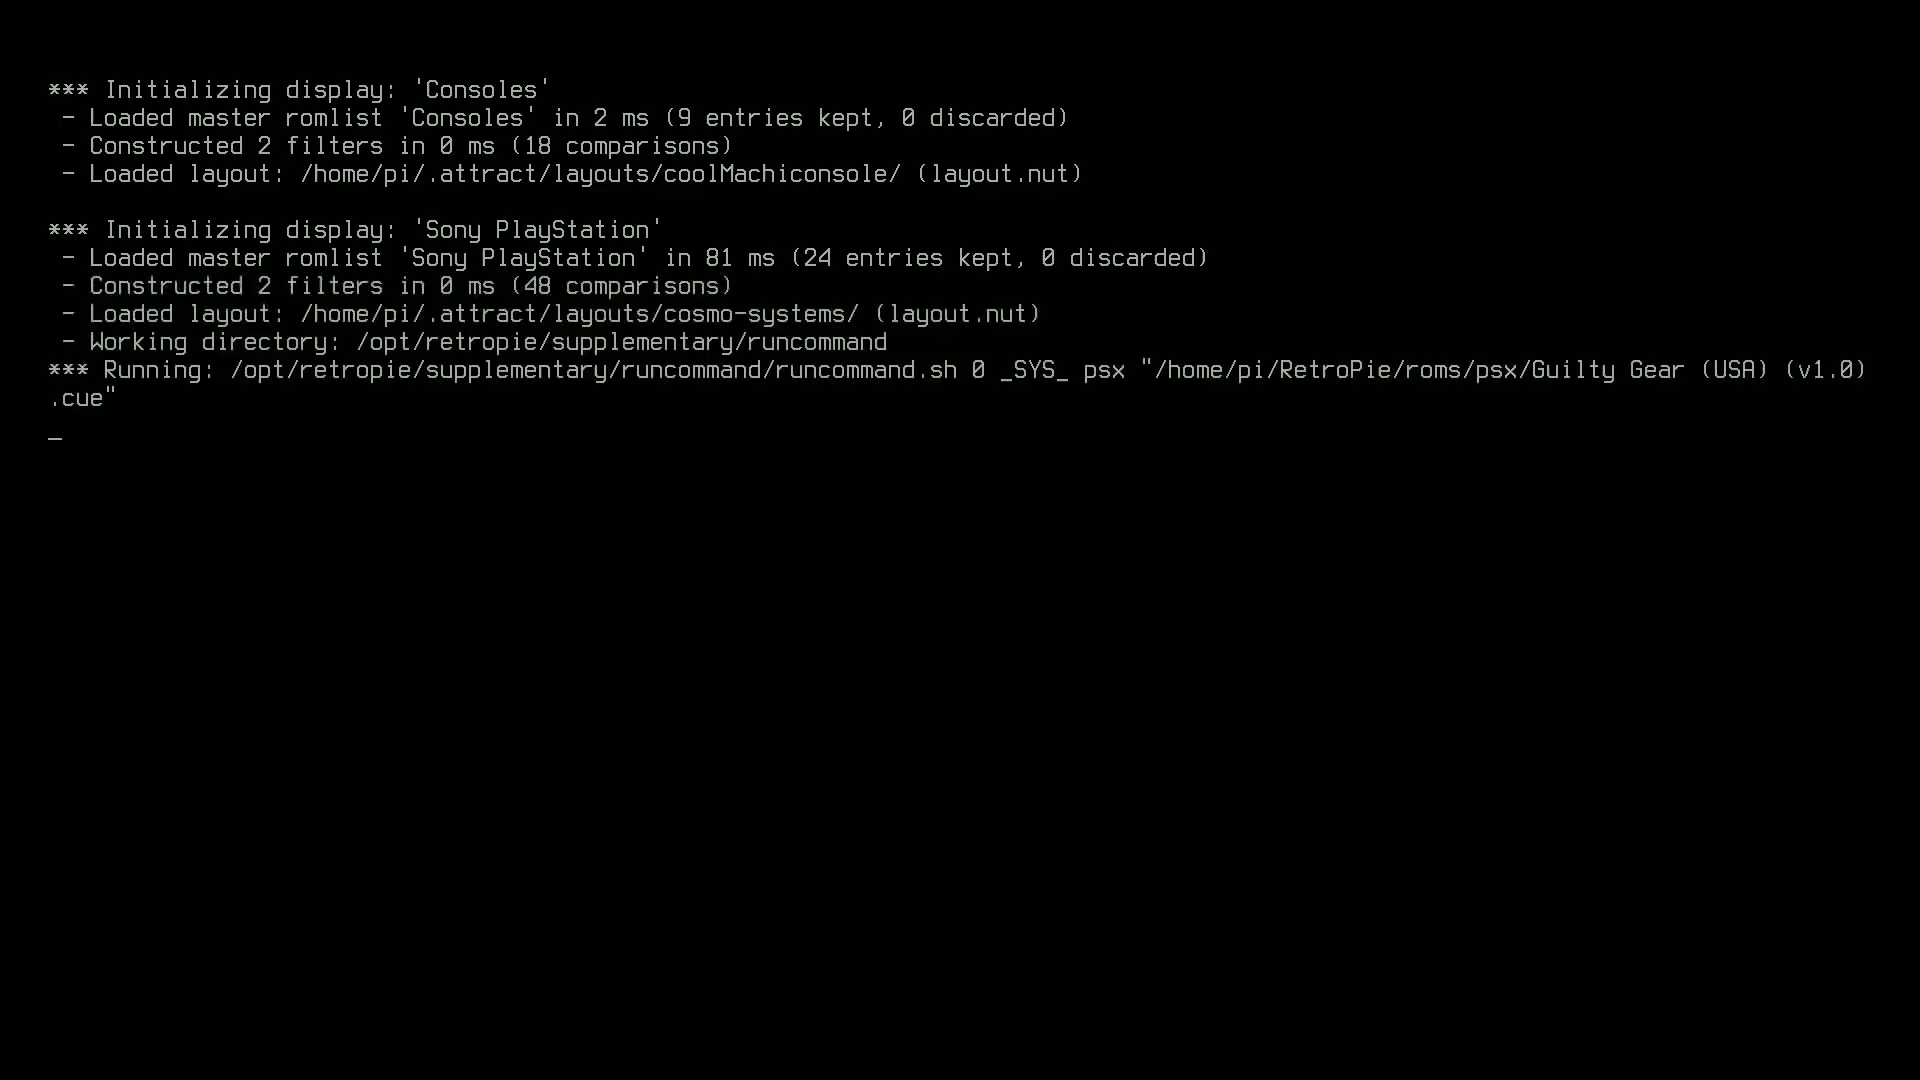 *** Initializing display: 'Consoles'
- Loaded master romlist 'Consoles' in 2 ms (9 entries kept, 0 discarded)
- Constructed 2 filters in 0 ms (18 comparisons)
- Loaded layout: /home/pi/.attract/layouts/coolMachiconsole/ (layout.nut)
*** Initializing display: 'Sony PlayStation'
- Loaded master romlist 'Sony PlayStation' in 81 ms (24 entries kept, 0 discarded)
- Constructed 2 filters in 0 ms (48 comparisons)
- Loaded layout: /home/pi/.attract/layouts/cosmo-systems/ (layout.nut)
- Working directory: /opt/retropie/supplementary/runcommand
*** Running: /opt/retropie/supplementary/runcommand/runcommand.sh 0 _SYS_ psx "/home/pi/RetroPie/roms/psx/Guilty Gear (USA) (v1.0)
.cue"
_